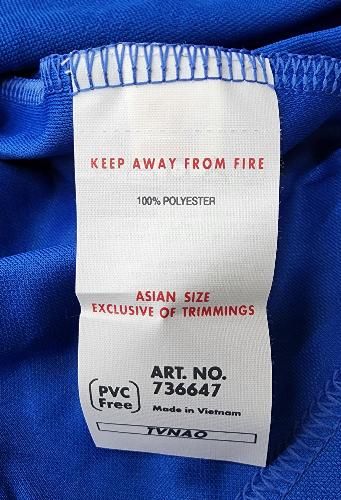 KEEP AWAY FROM FIRE
100% POLYESTER
ASIAN SIZE
EXCLUSIVE OF TRIMMINGS
PVC
Free
ART. NO.
736647
Made in Vietnam
TVNAO